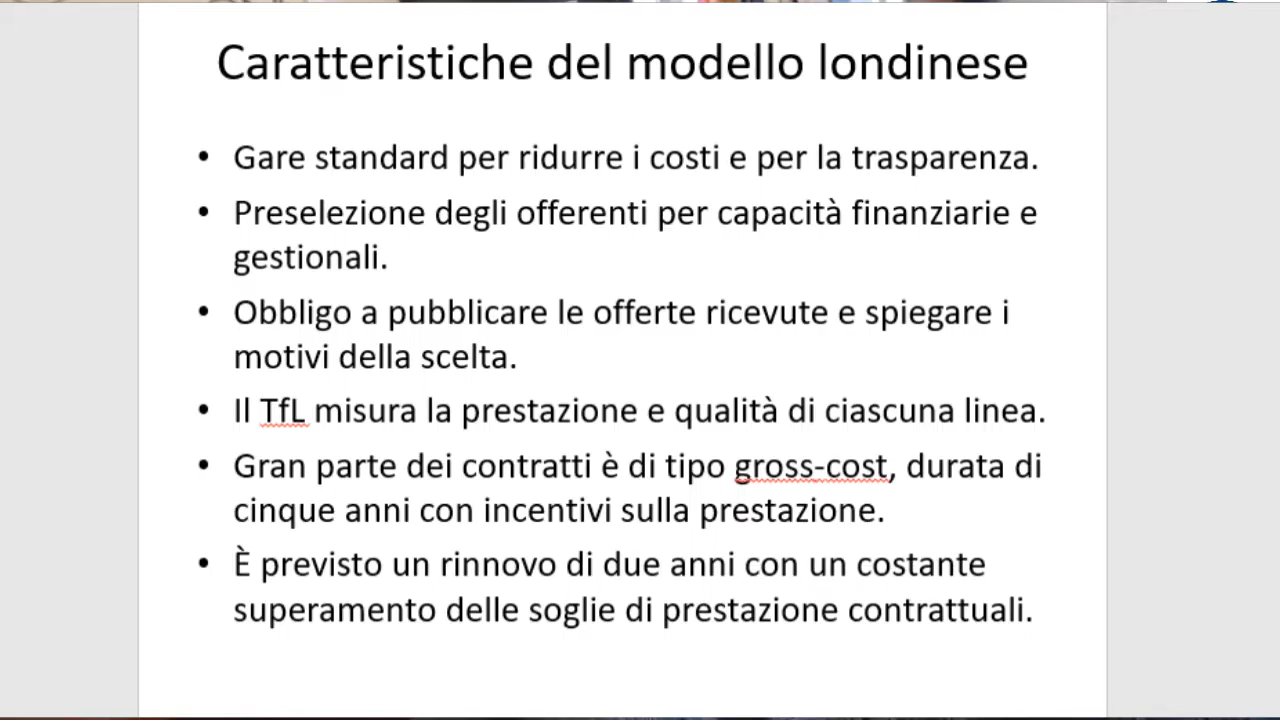 Caratteristiche del modello londinese
• Gare standard per ridurre i costi e per la trasparenza.
• Preselezione degli offerenti per capacità finanziarie e
gestionali.
• Obbligo a pubblicare le offerte ricevute e spiegare i
motivi della scelta.
• Il TfL misura la prestazione e qualità di ciascuna linea.
• Gran parte dei contratti è di tipo gross-cost, durata di
cinque anni con incentivi sulla prestazione.
• È previsto un rinnovo di due anni con un costante
superamento delle soglie di prestazione contrattuali.